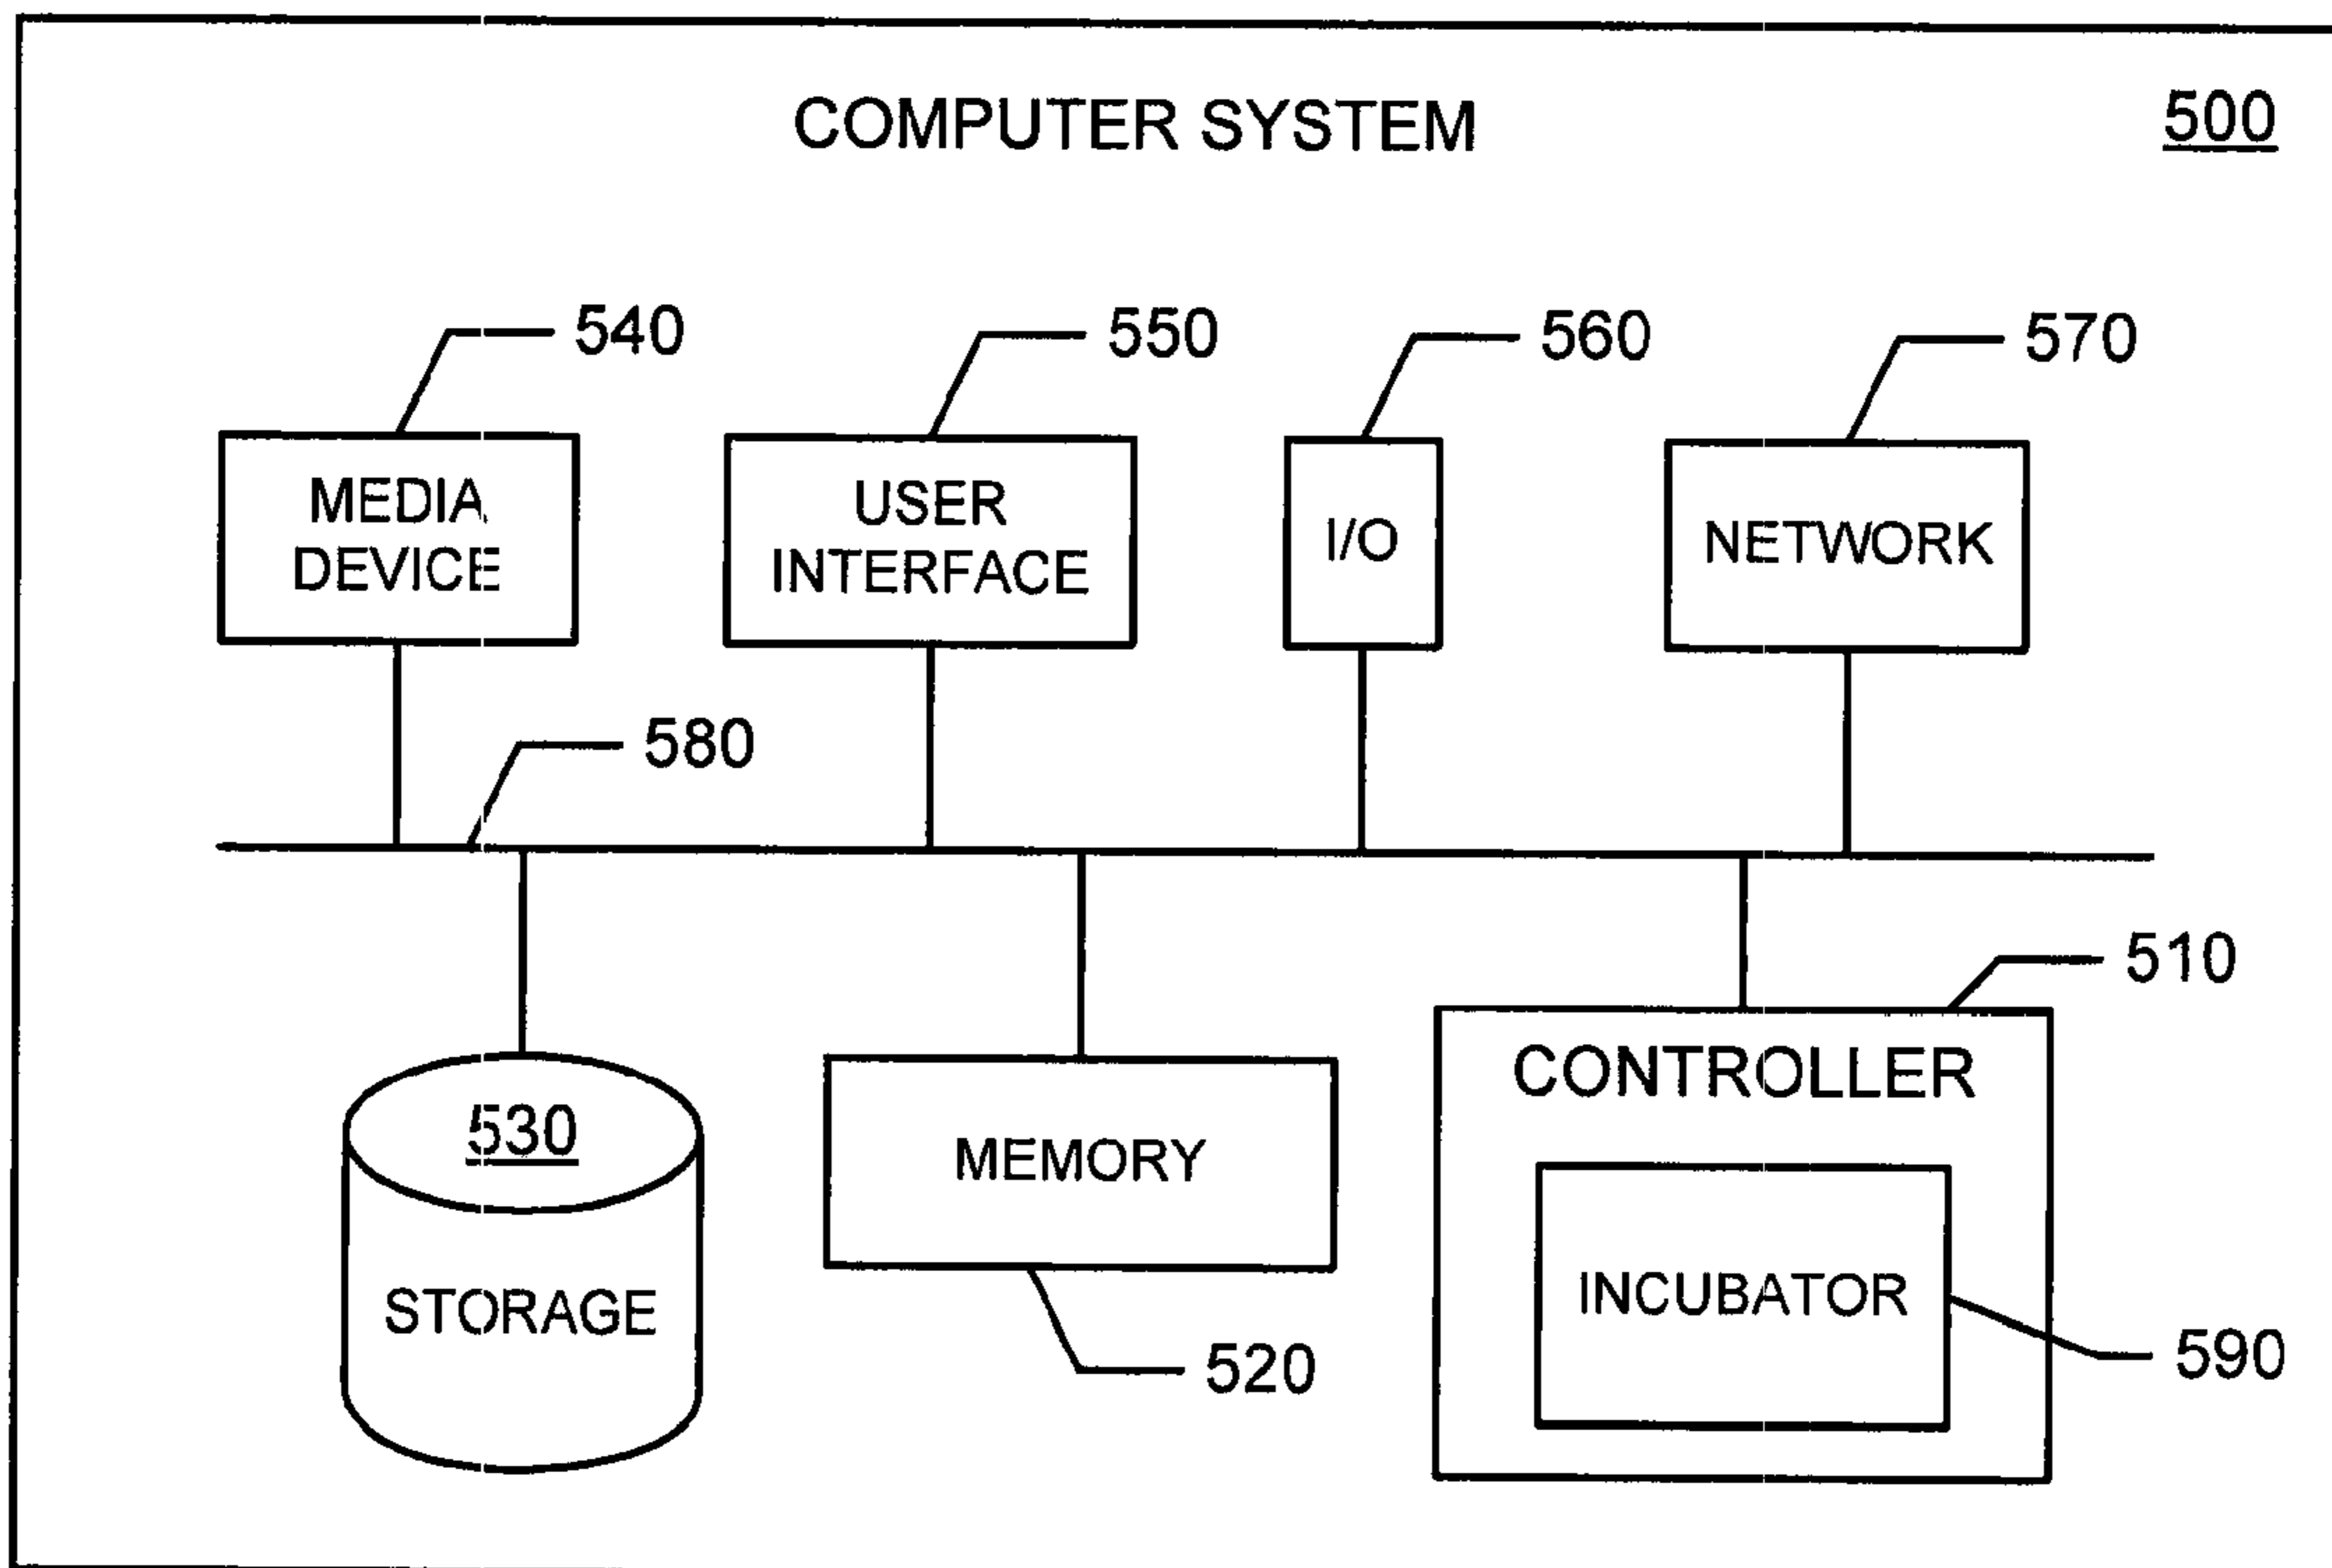 COMPUTER SYSTEM
500
540
550
560
570
MEDIA
DEVICE
USER
INTERFACE
I/O
NETWORK
580
510
530
STORAGE
MEMORY
520
CONTROLLER
INCUBATOR
590